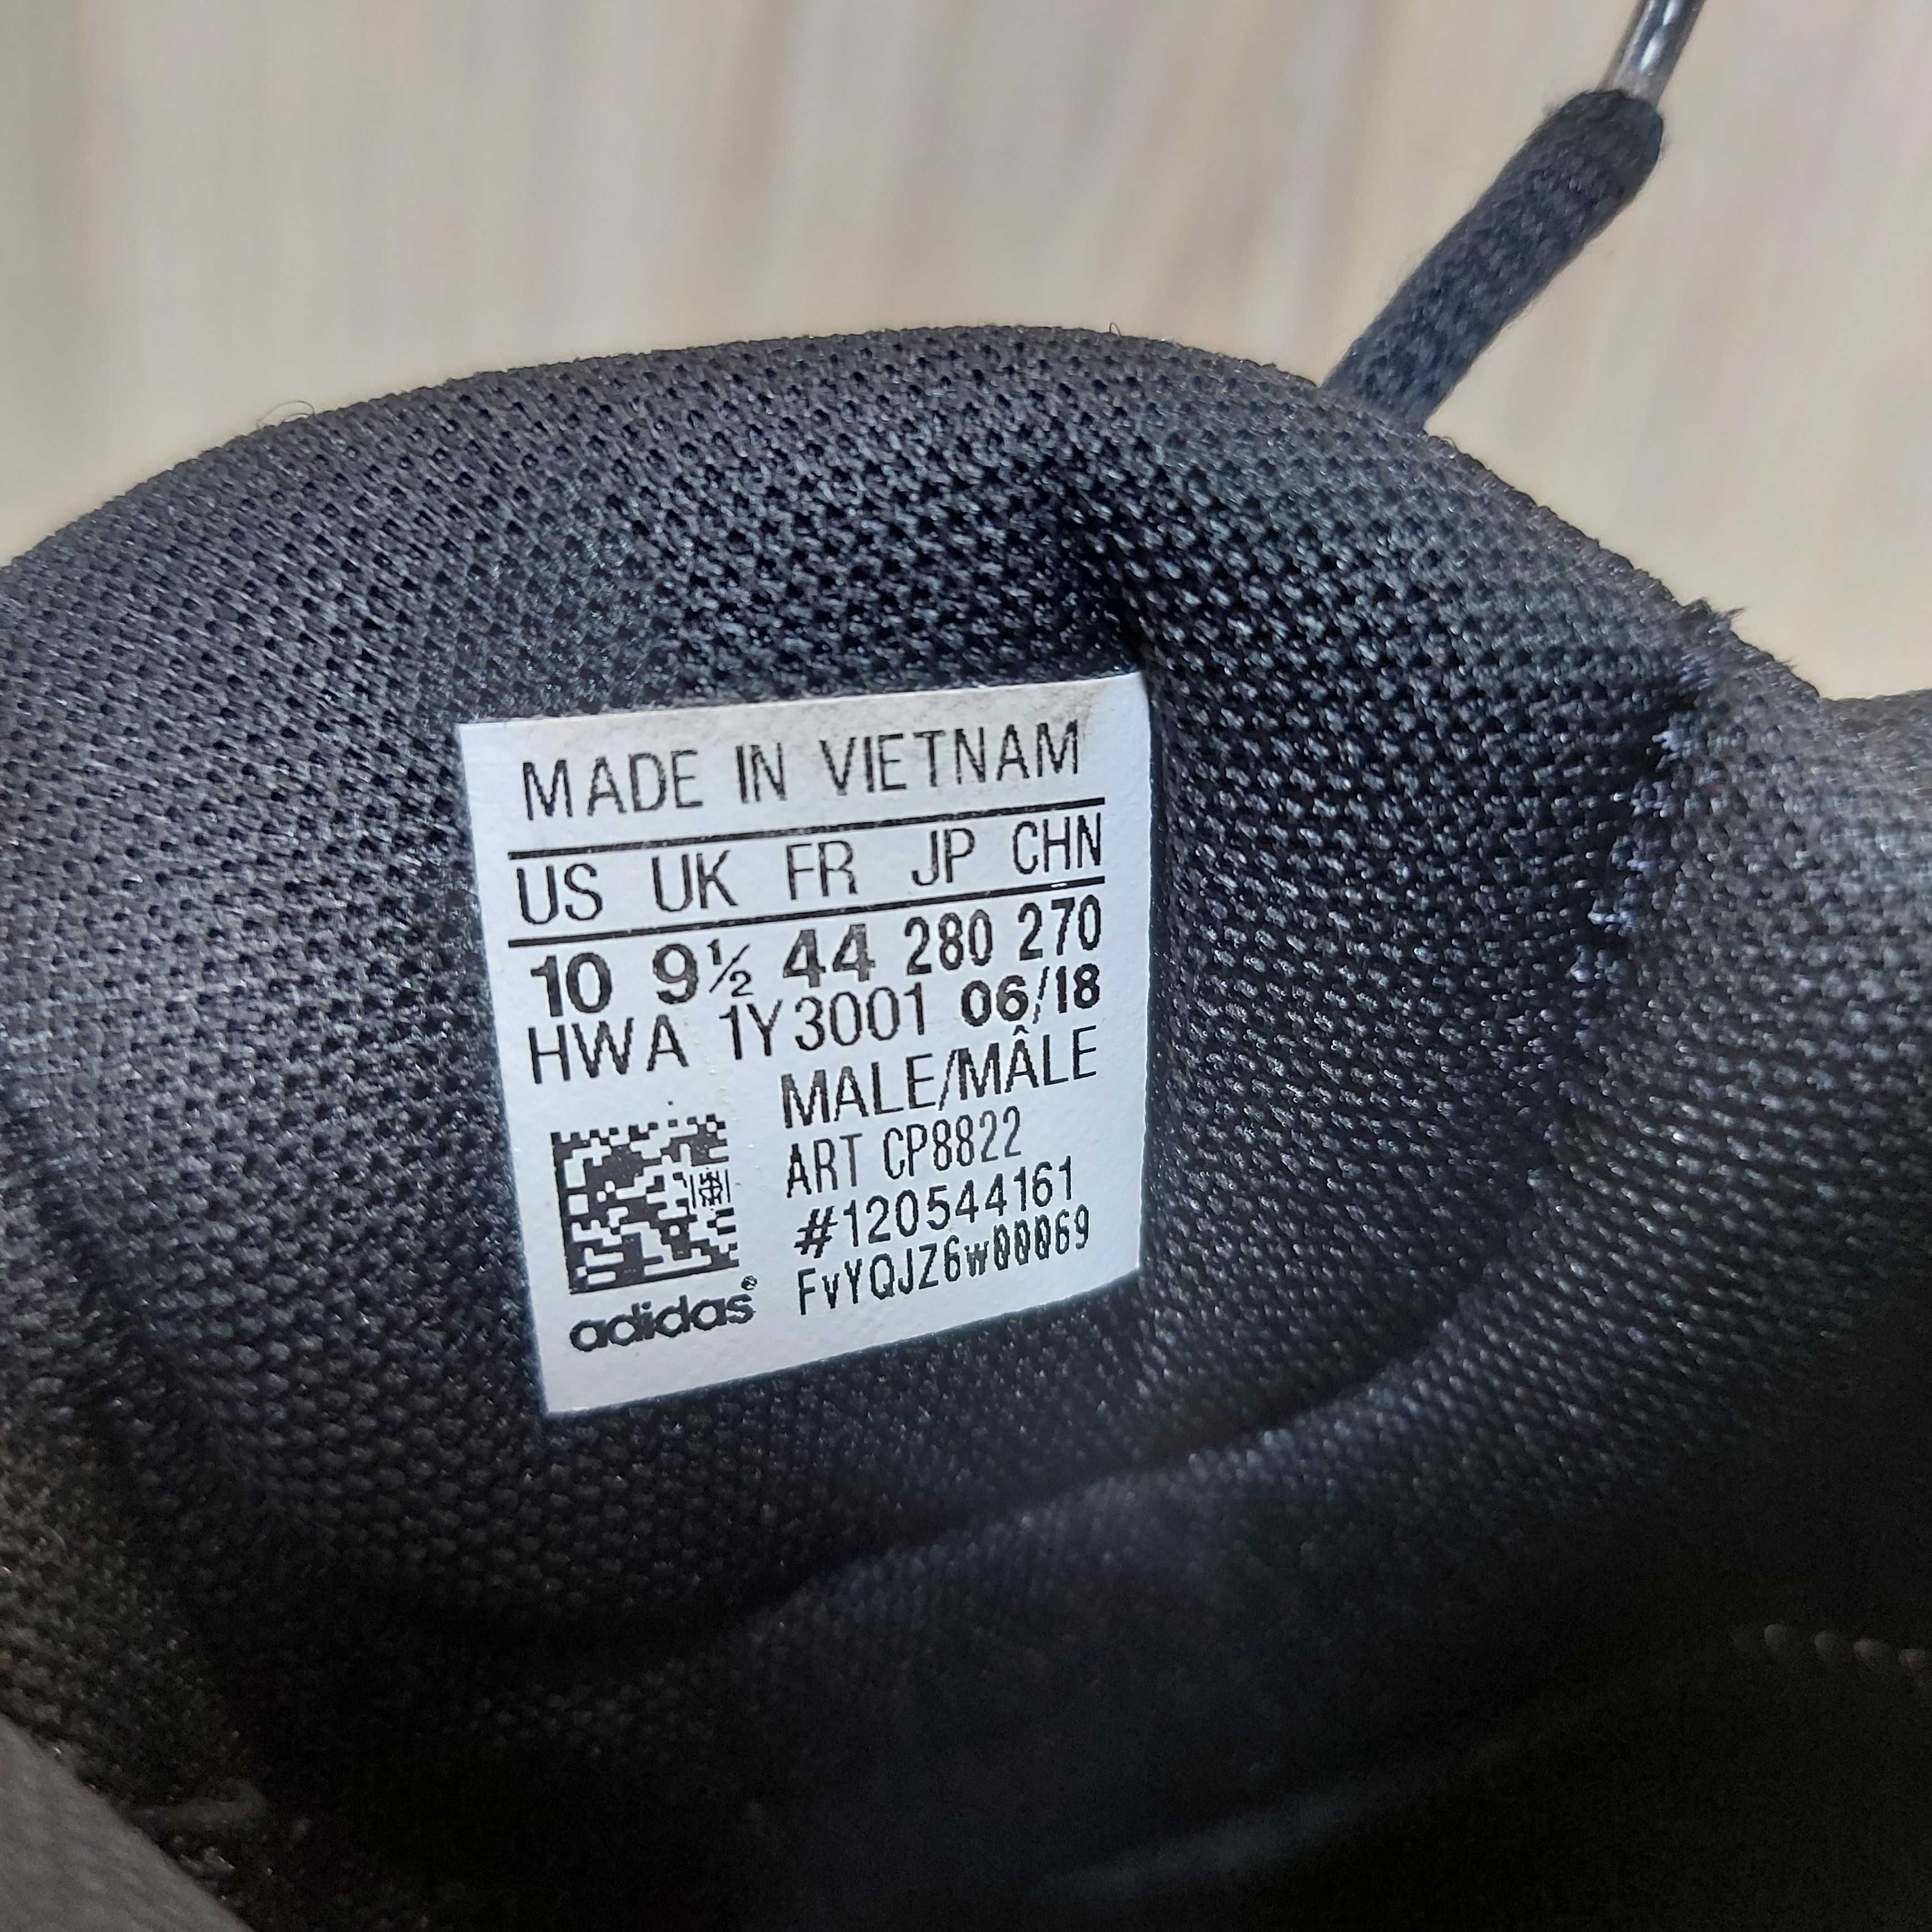 MADE IN VIETNAM
US UK FR JP CHN
10 9½ 44 280 270
HWA 1Y3001 06/18
MALE/MÂLE
ART CP8822
#120544161
FvYQJZ6w00069
adidas®